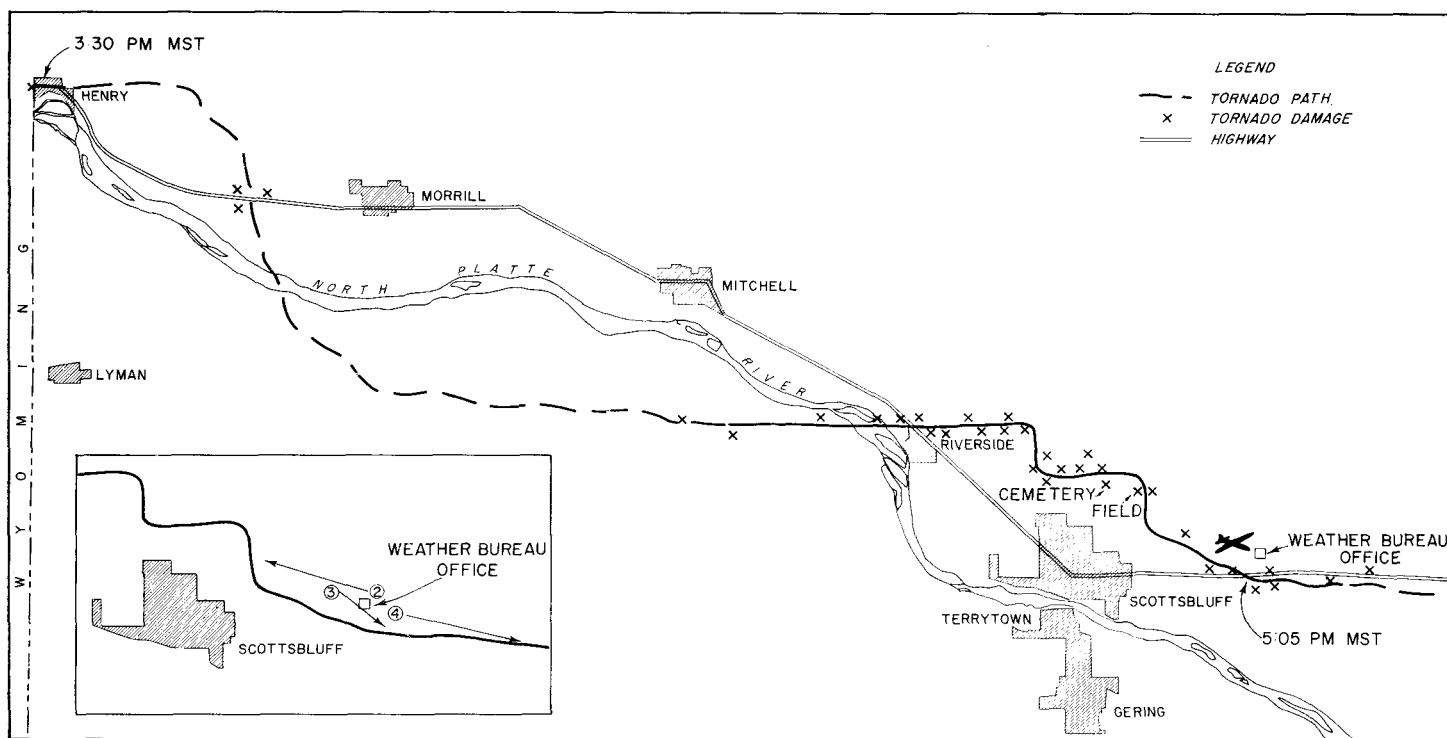 3:30 PM MST
HENRY
LEGEND
TORNADO PATH
TORNADO DAMAGE
HIGHWAY
MORRILL
NORTH PLATTE RIVER
MITCHELL
WYOMING
LYMAN
RIVERSIDE
CEMETERY
FIELD
WEATHER BUREAU
OFFICE
SCOTTSBLUFF
TERRYTOWN
5:05 PM MST
GERING
WEATHER BUREAU
OFFICE
②
③
④
SCOTTSBLUFF